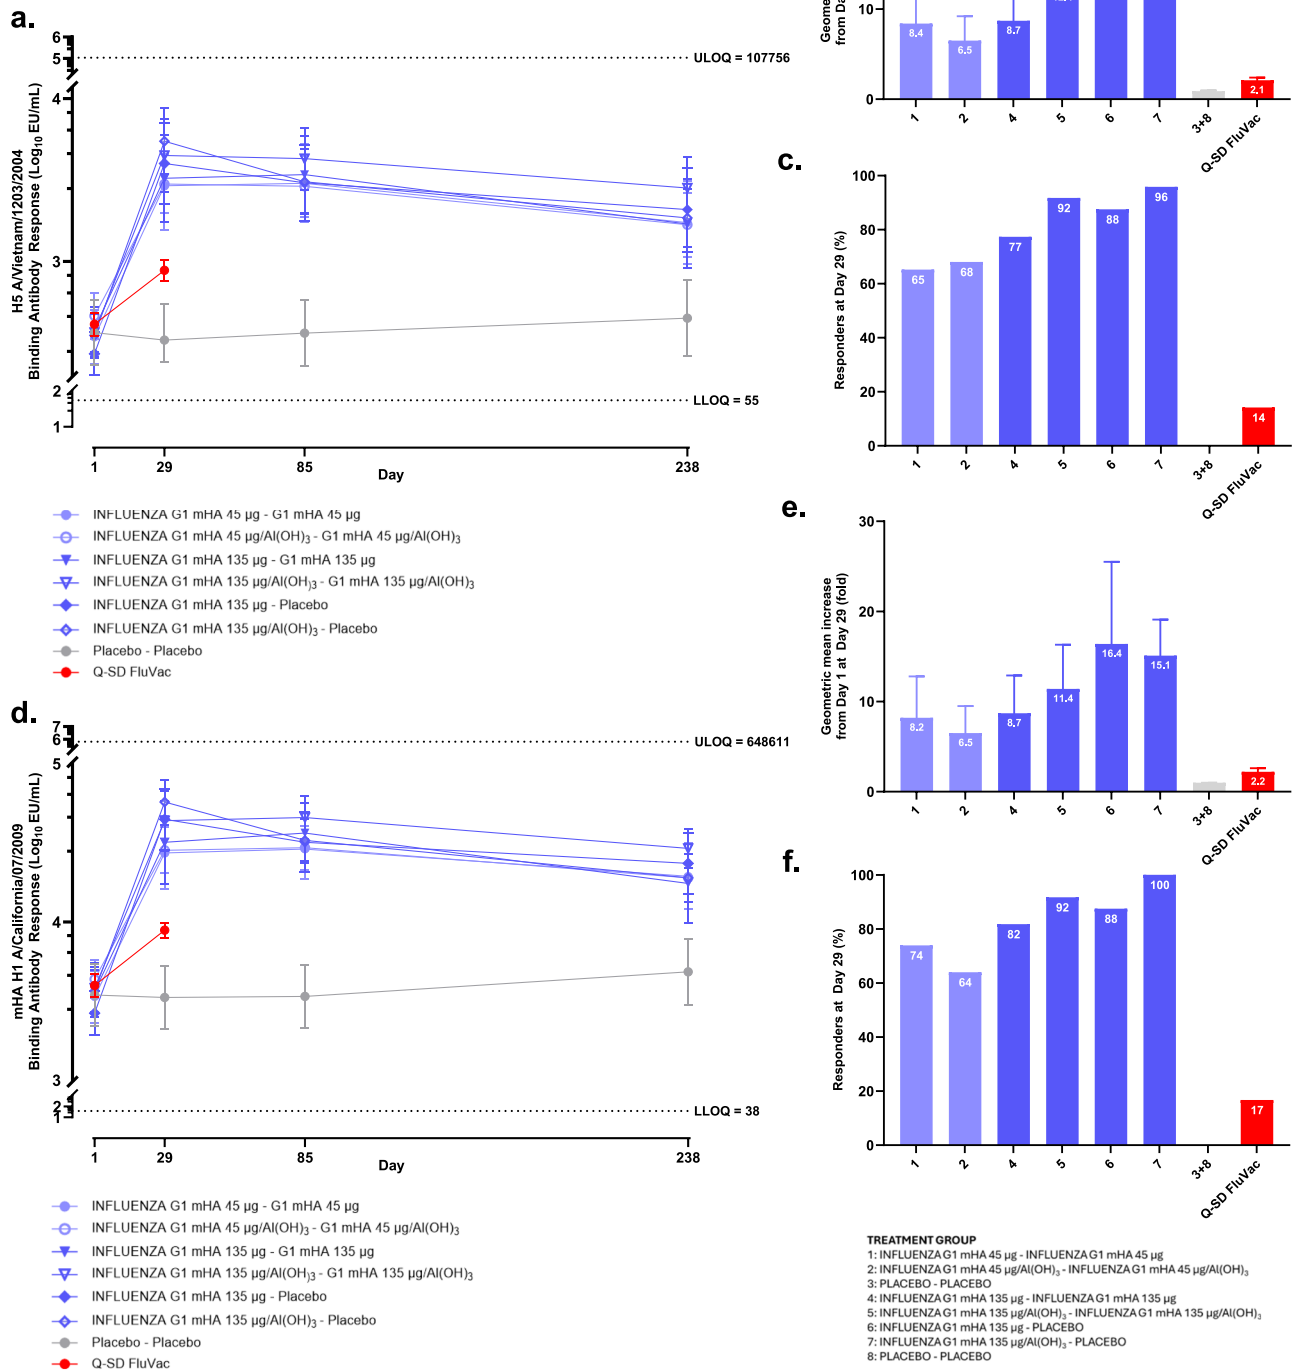 a.
H5 A/Vietnam/1203/2004
Binding Antibody Response (Log10 EU/mL)
6
5
4
3
2
1
ULOQ = 107756
LLOQ = 55
1
29
85
238
Day
INFLUENZA G1 mHA 45 µg - G1 mHA 45 µg
INFLUENZA G1 mHA 45 µg/Al(OH)3 - G1 mHA 45 µg/Al(OH)3
INFLUENZA G1 mHA 135 µg - G1 mHA 135 µg
INFLUENZA G1 mHA 135 µg/Al(OH)3 - G1 mHA 135 µg/Al(OH)3
INFLUENZA G1 mHA 135 µg - Placebo
INFLUENZA G1 mHA 135 µg/Al(OH)3 - Placebo
Placebo - Placebo
Q-SD FluVac
d.
mHA H1 A/California/07/2009
Binding Antibody Response (Log10 EU/mL)
7
6
5
4
3
2
1
ULOQ = 648611
LLOQ = 38
1
29
85
238
Day
INFLUENZA G1 mHA 45 µg - G1 mHA 45 µg
INFLUENZA G1 mHA 45 µg/Al(OH)3 - G1 mHA 45 µg/Al(OH)3
INFLUENZA G1 mHA 135 µg - G1 mHA 135 µg
INFLUENZA G1 mHA 135 µg/Al(OH)3 - G1 mHA 135 µg/Al(OH)3
INFLUENZA G1 mHA 135 µg - Placebo
INFLUENZA G1 mHA 135 µg/Al(OH)3 - Placebo
Placebo - Placebo
Q-SD FluVac
from
10
0
8.4
6.5
8.7
2.1
1
2
4
5
6
7
3+8
Q-SD FluVac
c.
Responders at Day 29 (%)
100
80
60
40
20
0
65
68
77
92
88
96
14
1
2
4
5
6
7
3+8
Q-SD FluVac
e.
Geometric mean increase
from Day 1 at Day 29 (fold)
30
20
10
0
8.2
6.5
8.7
11.4
16.4
15.1
2.2
1
2
4
5
6
7
3+8
Q-SD FluVac
f.
Responders at Day 29 (%)
100
80
60
40
20
0
74
64
82
92
88
100
17
1
2
4
5
6
7
3+8
Q-SD FluVac
TREATMENT GROUP
1: INFLUENZA G1 mHA 45 µg - INFLUENZA G1 mHA 45 µg
2: INFLUENZA G1 mHA 45 µg/Al(OH)3 - INFLUENZA G1 mHA 45 µg/Al(OH)3
3: PLACEBO - PLACEBO
4: INFLUENZA G1 mHA 135 µg - INFLUENZA G1 mHA 135 µg
5: INFLUENZA G1 mHA 135 µg/Al(OH)3 - INFLUENZA G1 mHA 135 µg/Al(OH)3
6: INFLUENZA G1 mHA 135 µg - PLACEBO
7: INFLUENZA G1 mHA 135 µg/Al(OH)3 - PLACEBO
8: PLACEBO - PLACEBO